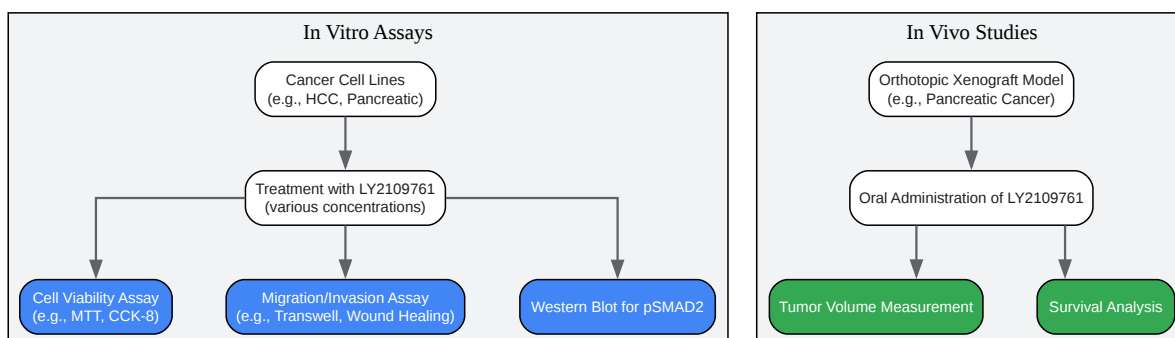 In Vitro Assays
Cancer Cell Lines
(e.g., HCC, Pancreatic)
Treatment with LY2109761
(various concentrations)
Cell Viability Assay
(e.g., MTT, CCK-8)
Migration/Invasion Assay
(e.g., Transwell, Wound Healing)
Western Blot for pSMAD2
In Vivo Studies
Orthotopic Xenograft Model
(e.g., Pancreatic Cancer)
Oral Administration of LY2109761
Tumor Volume Measurement
Survival Analysis